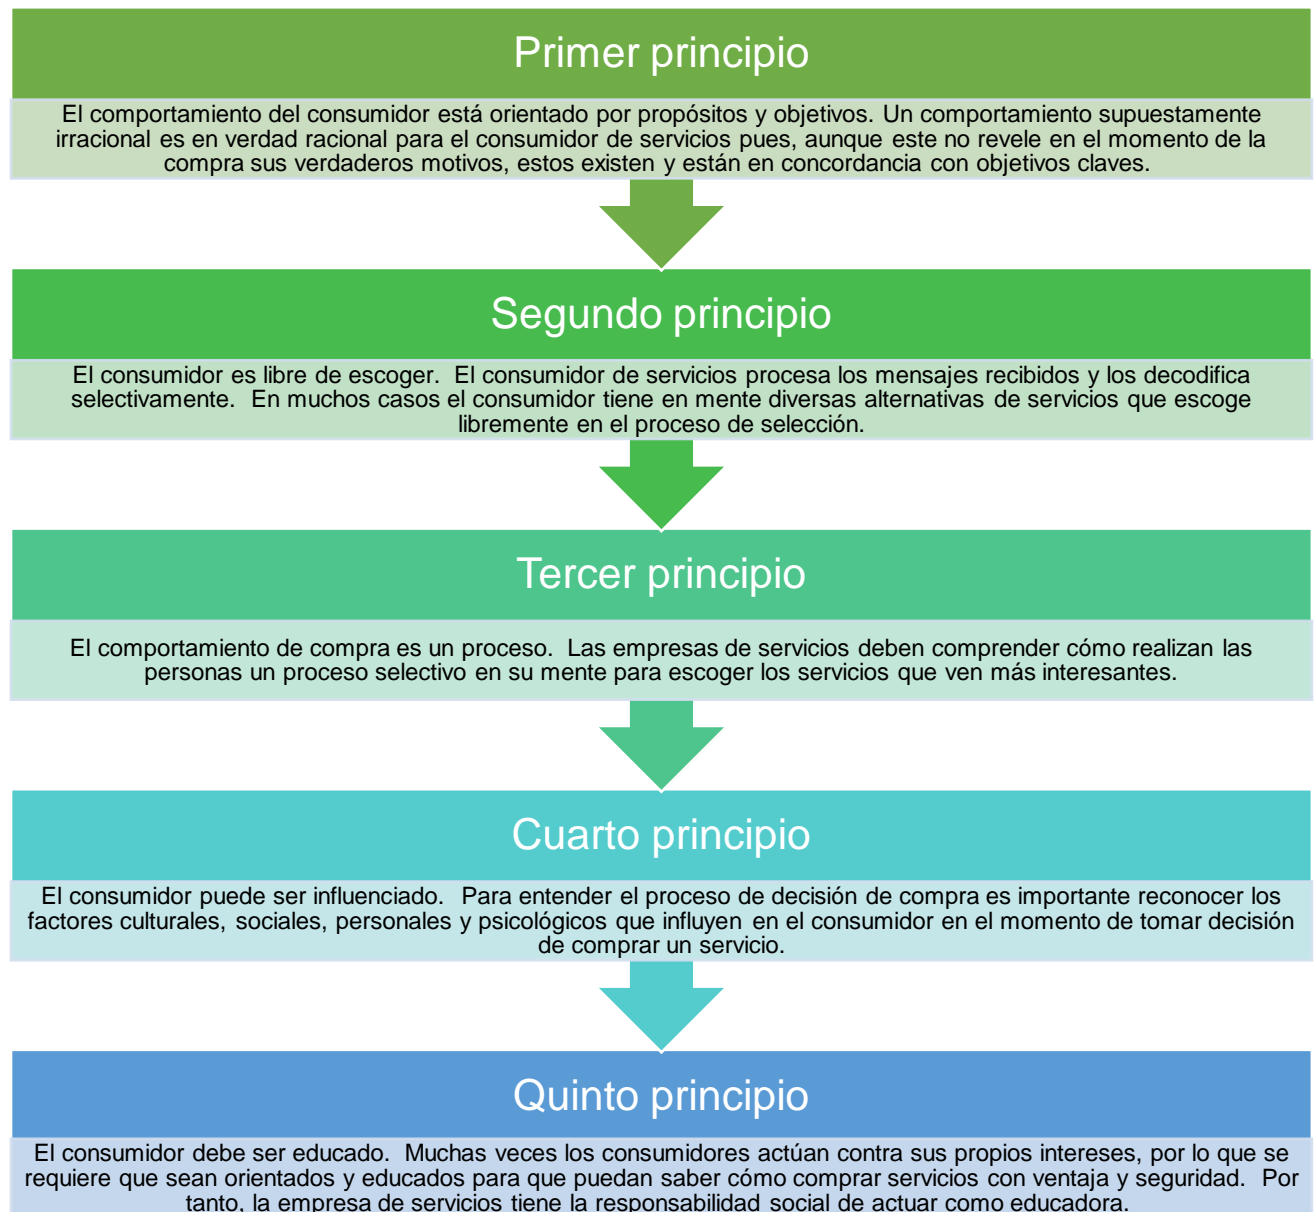 Primer principio
El comportamiento del consumidor está orientado por propósitos y objetivos. Un comportamiento supuestamente
irracional es en verdad racional para el consumidor de servicios pues, aunque este no revele en el momento de la
compra sus verdaderos motivos, estos existen y están en concordancia con objetivos claves.
Segundo principio
El consumidor es libre de escoger. El consumidor de servicios procesa los mensajes recibidos y los decodifica
selectivamente. En muchos casos el consumidor tiene en mente diversas alternativas de servicios que escoge
libremente en el proceso de selección.
Tercer principio
El comportamiento de compra es un proceso. Las empresas de servicios deben comprender cómo realizan las
personas un proceso selectivo en su mente para escoger los servicios que ven más interesantes.
Cuarto principio
El consumidor puede ser influenciado. Para entender el proceso de decisión de compra es importante reconocer los
factores culturales, sociales, personales y psicológicos que influyen en el consumidor en el momento de tomar decisión
de comprar un servicio.
Quinto principio
El consumidor debe ser educado. Muchas veces los consumidores actúan contra sus propios intereses, por lo que se
requiere que sean orientados y educados para que puedan saber cómo comprar servicios con ventaja y seguridad. Por
tanto, la empresa de servicios tiene la responsabilidad social de actuar como educadora.